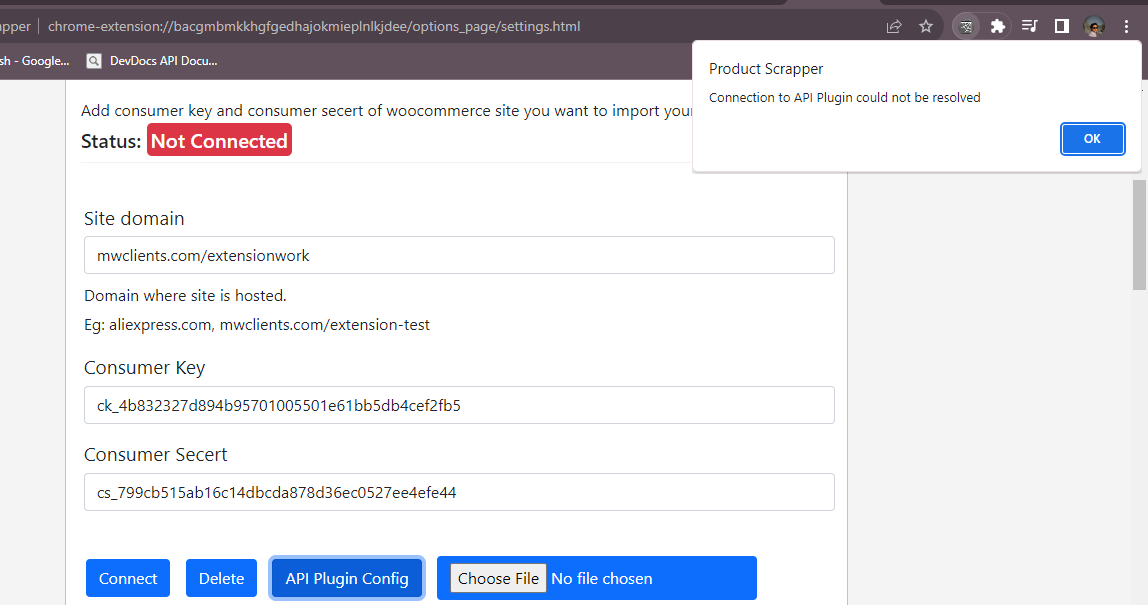 apper
chrome-extension://bacgmbmkkhgfgedhajokmieplnlkjdee/options_page/settings.html
sh - Google...
DevDocs API Docu...
Product Scrapper
Connection to API Plugin could not be resolved
OK
Add consumer key and consumer secert of woocommerce site you want to import your
Status: Not Connected
Site domain
mwclients.com/extensionwork
Domain where site is hosted.
Eg: aliexpress.com, mwclients.com/extension-test
Consumer Key
ck_4b832327d894b95701005501e61bb5db4cef2fb5
Consumer Secert
cs_799cb515ab16c14dbcda878d36ec0527ee4efe44
Connect
Delete
API Plugin Config
Choose File No file chosen